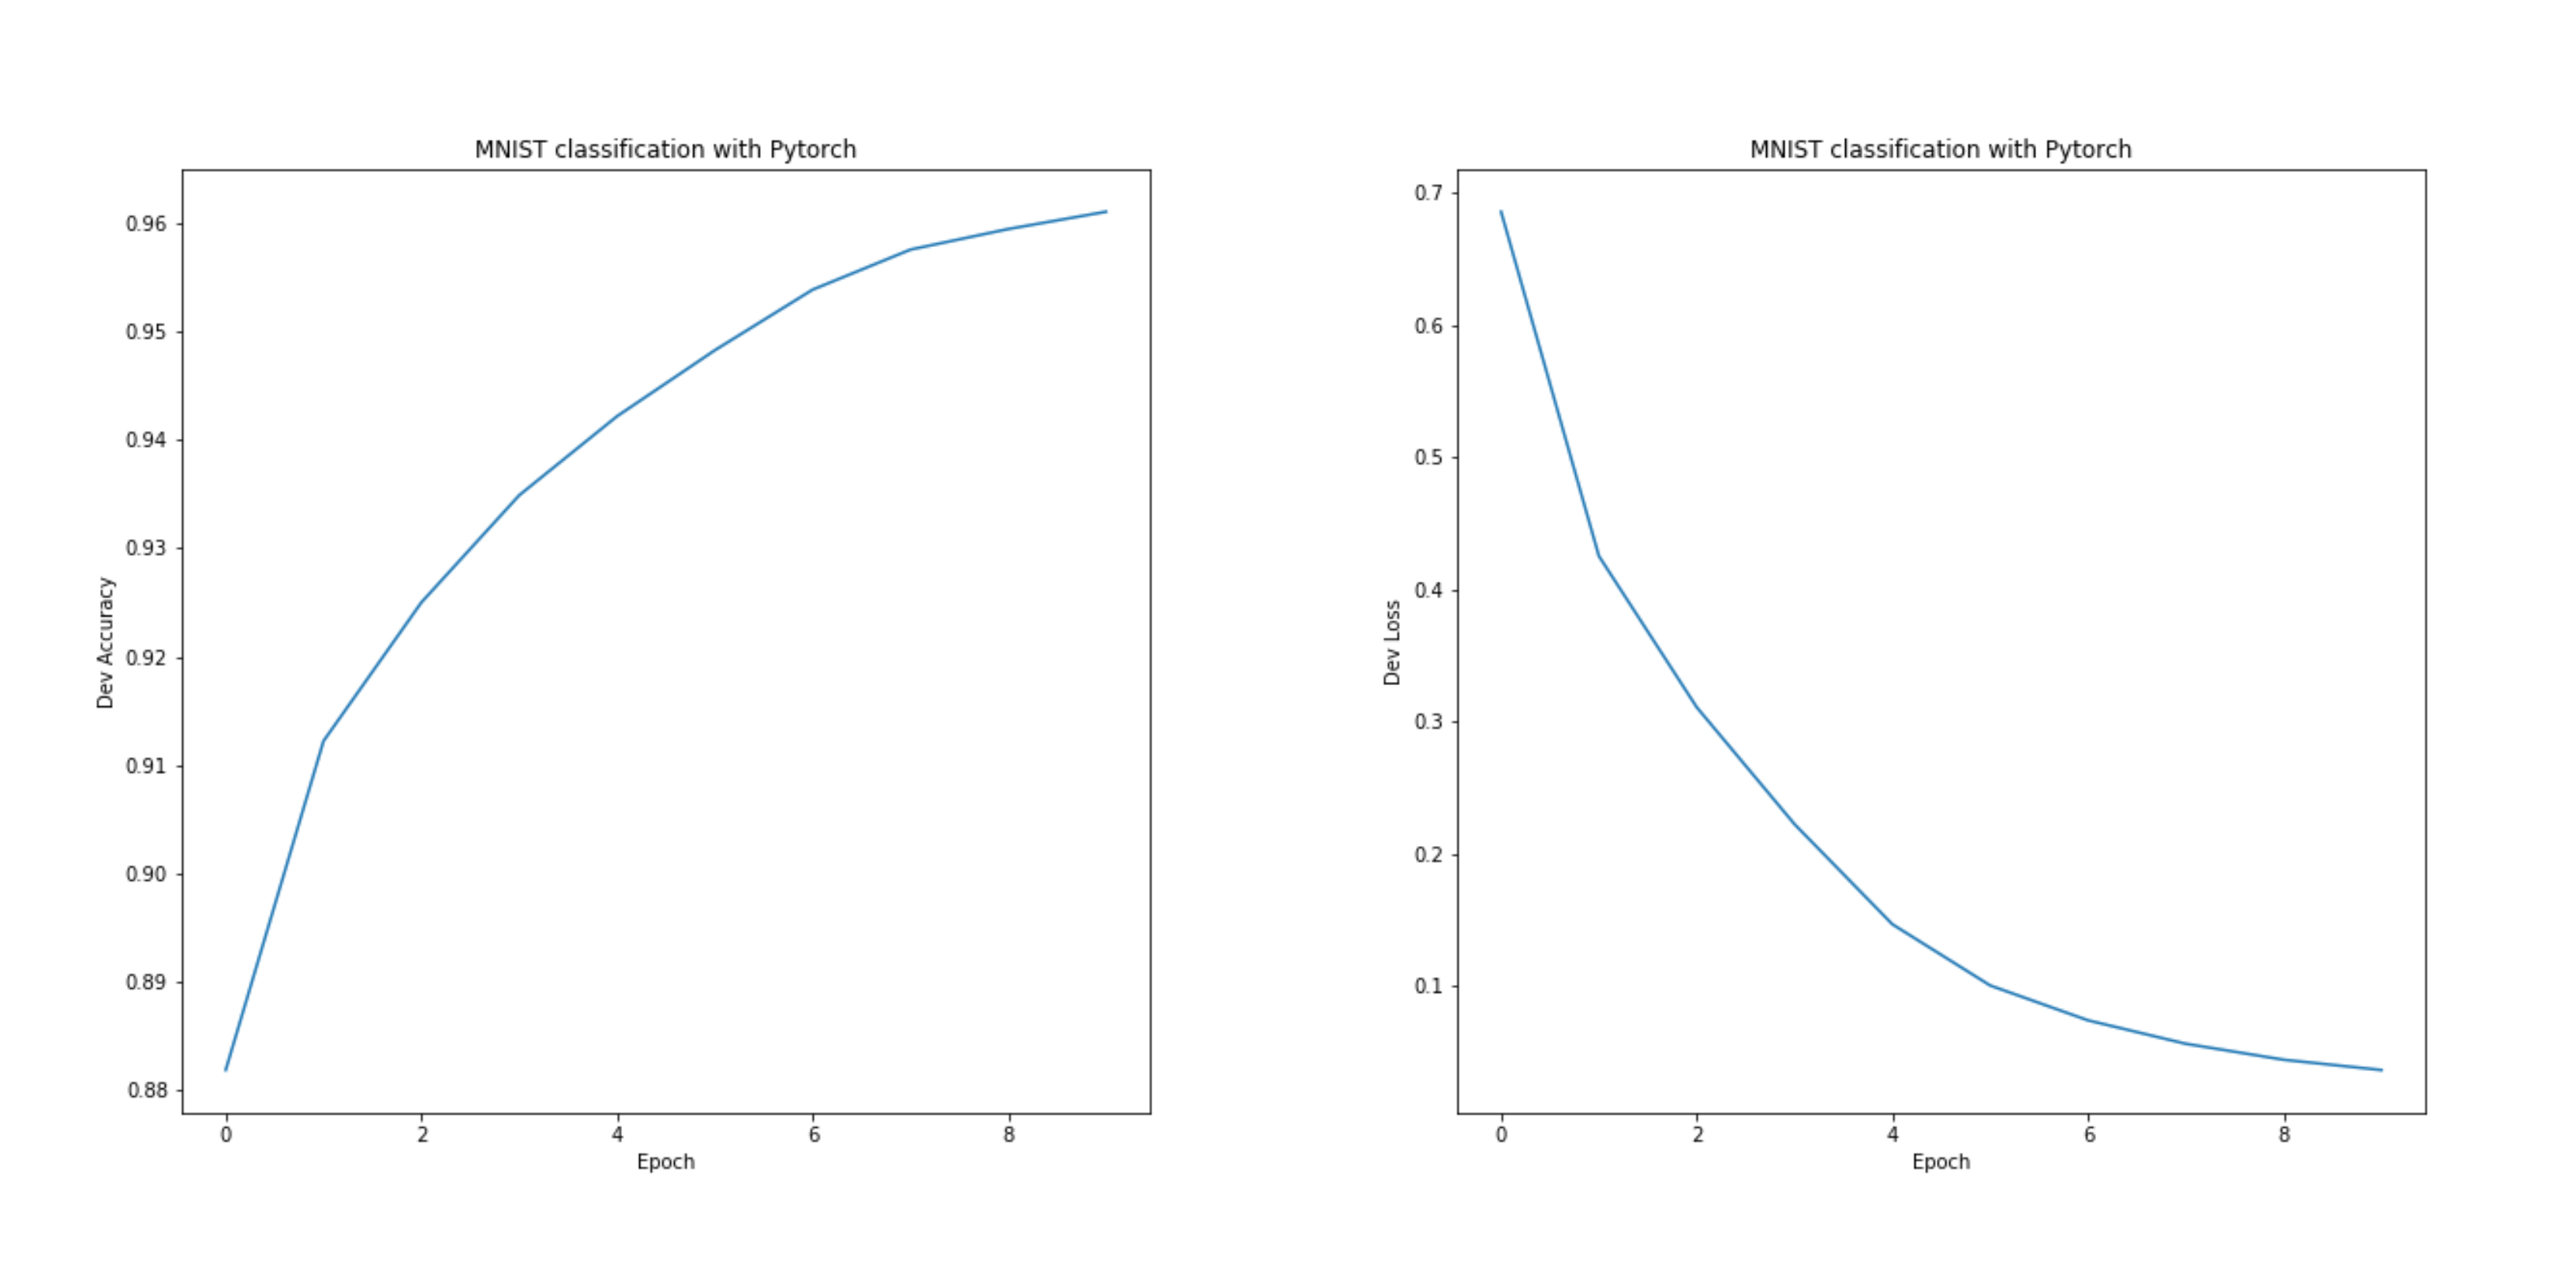 MNIST classification with Pytorch
0.96
0.95
0.94
0.93
0.92
0.91
0.90
0.89
0.88
Dev Accuracy
0 2 4 6 8
Epoch
MNIST classification with Pytorch
0.7
0.6
0.5
0.4
0.3
0.2
0.1
Dev Loss
0 2 4 6 8
Epoch